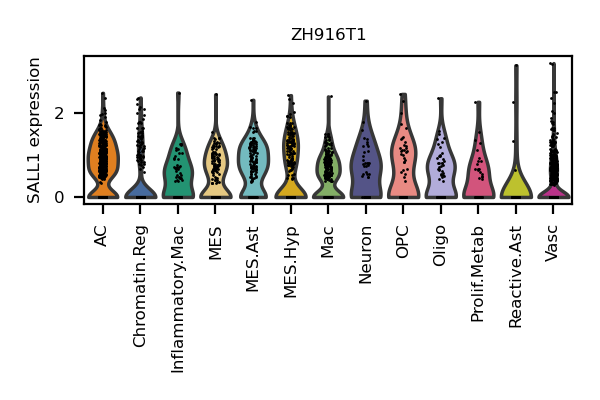 ZH916T1
SALL1 expression
2
0
AC
Chromatin.Reg
Inflammatory.Mac
MES
MES.Ast
MES.Hyp
Mac
Neuron
OPC
Oligo
Prolif.Metab
Reactive.Ast
Vasc